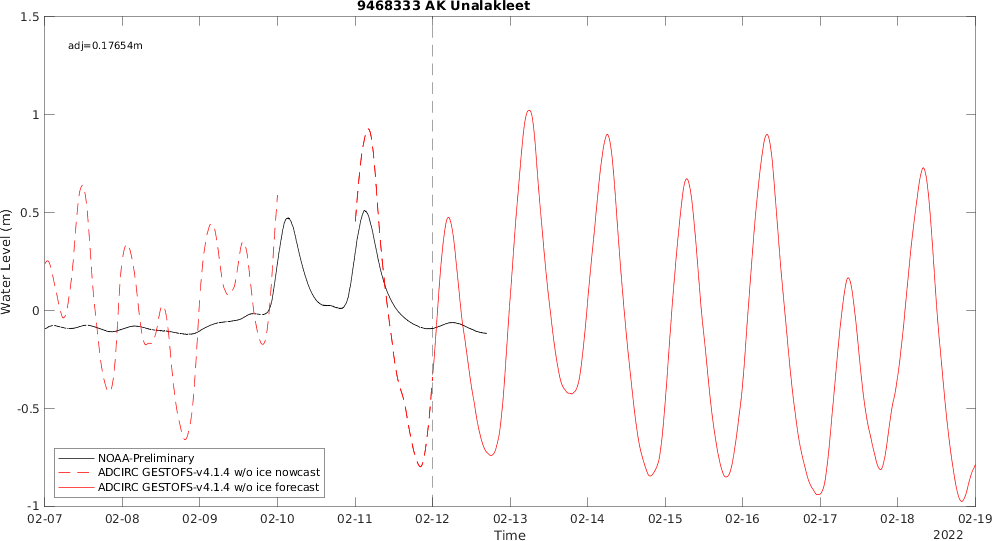 9468333 AK Unalakleet
adj=0.17654m
1.5
1
0.5
0
-0.5
-1
Water Level (m)
NOAA-Preliminary
ADCIRC GESTOFS-v4.1.4 w/o ice nowcast
ADCIRC GESTOFS-v4.1.4 w/o ice forecast
02-07 02-08 02-09 02-10 02-11 02-12 02-13 02-14 02-15 02-16 02-17 02-18 02-19
Time
2022